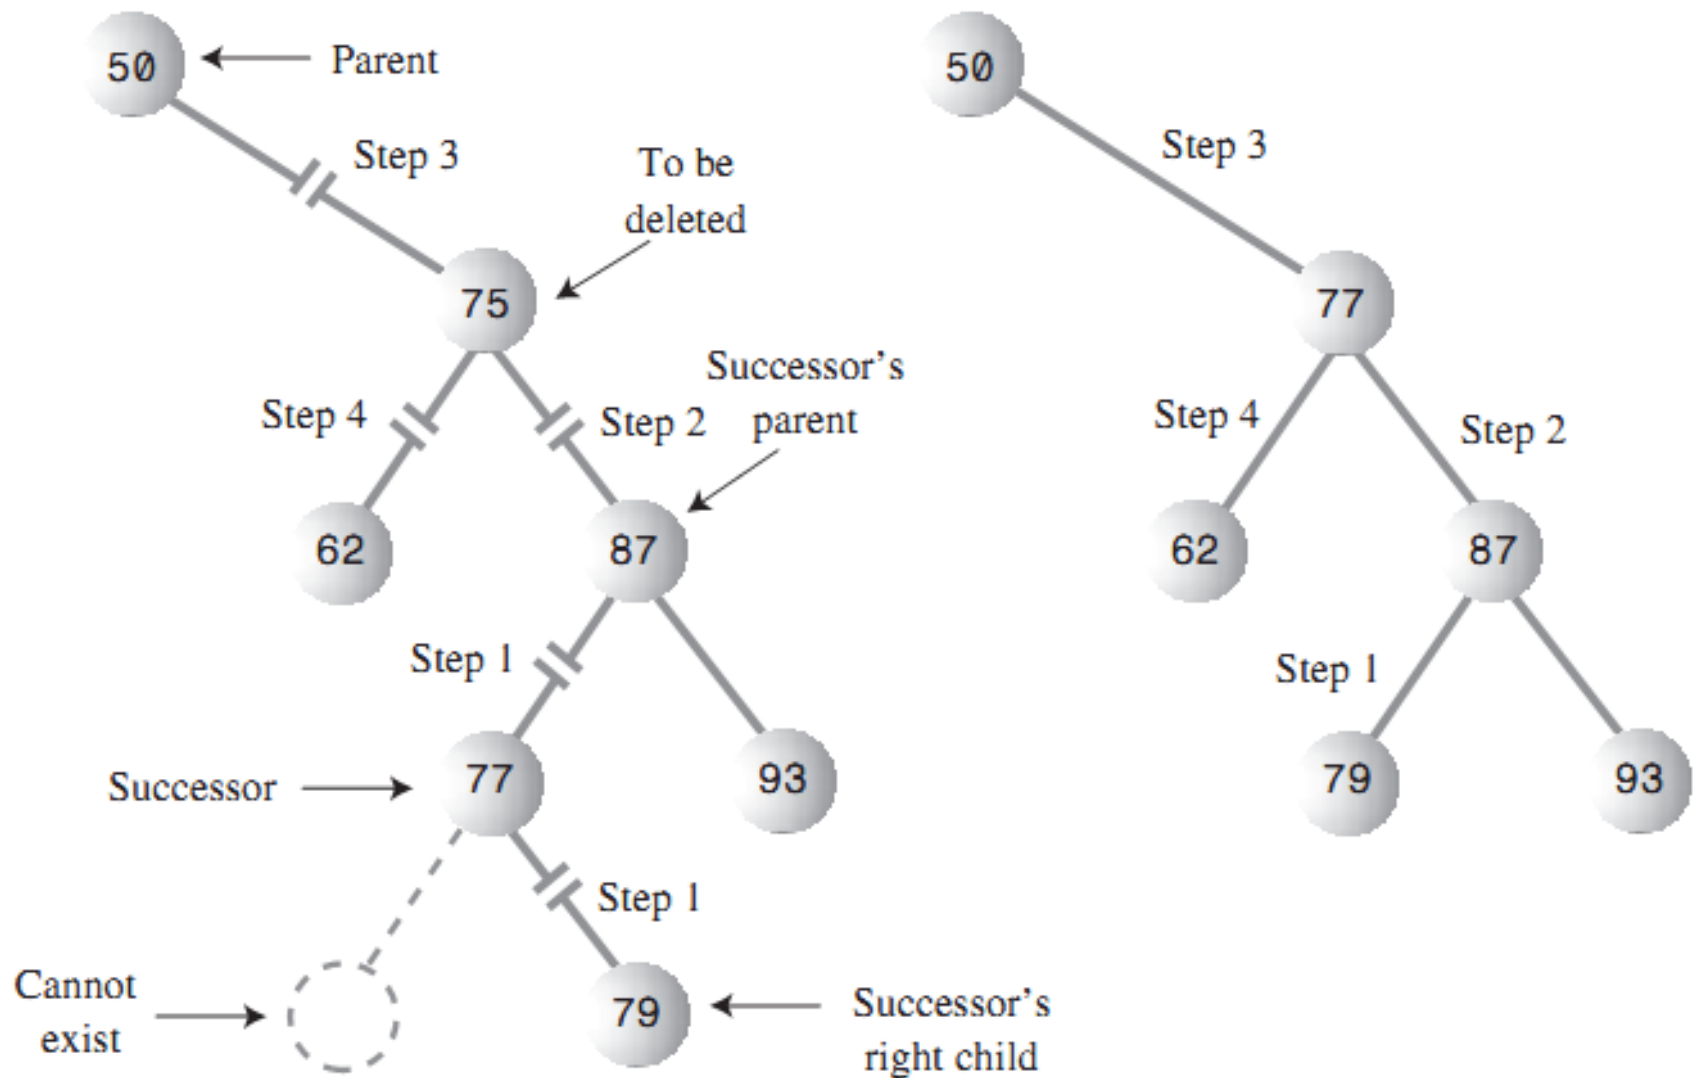 50
Parent
Step 3
To be
deleted
75
Successor's
parent
Step 4
Step 2
62
87
Step 1
Successor
77
93
Step 1
Cannot
exist
79
Successor's
right child
50
Step 3
77
Step 4
Step 2
62
87
Step 1
79
93